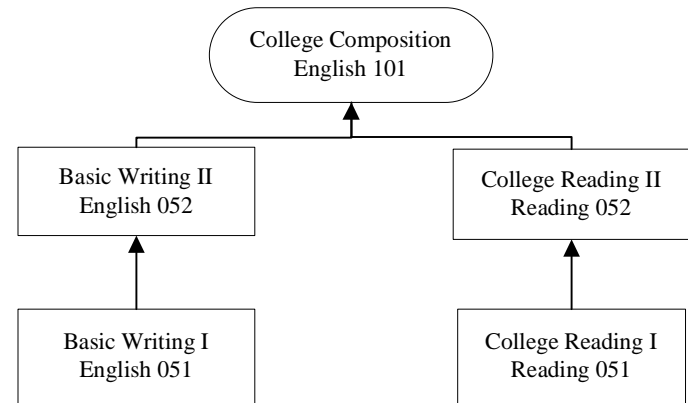 College Composition
English 101
Basic Writing II
English 052
College Reading II
Reading 052
Basic Writing I
English 051
College Reading I
Reading 051